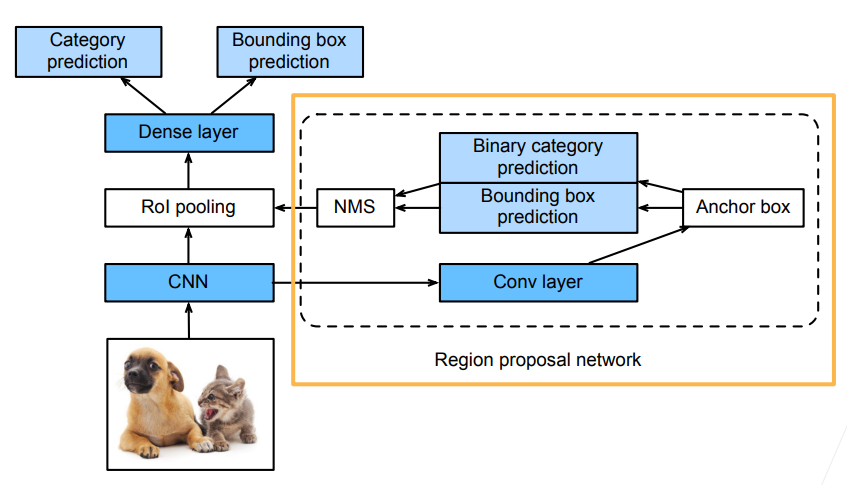 Category
prediction
Bounding box
prediction
Dense layer
Binary category
prediction
RoI pooling
NMS
Bounding box
prediction
Anchor box
CNN
Conv layer
Region proposal network